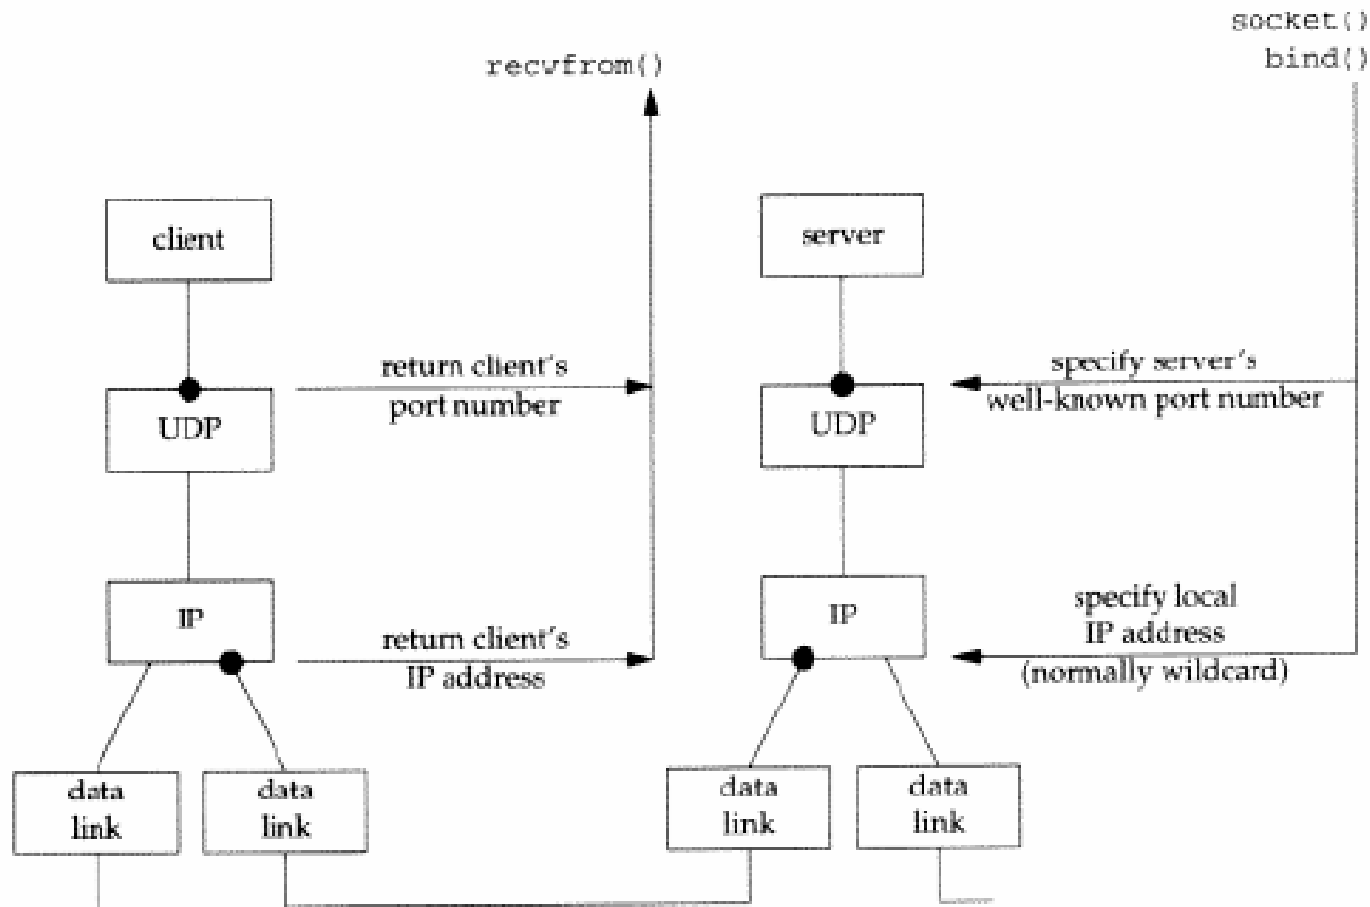 socket()
bind()
recvfrom()
client
server
return client's
port number
specify server's
well-known port number
UDP
UDP
IP
IP
return client's
IP address
specify local
IP address
(normally wildcard)
data
link
data
link
data
link
data
link